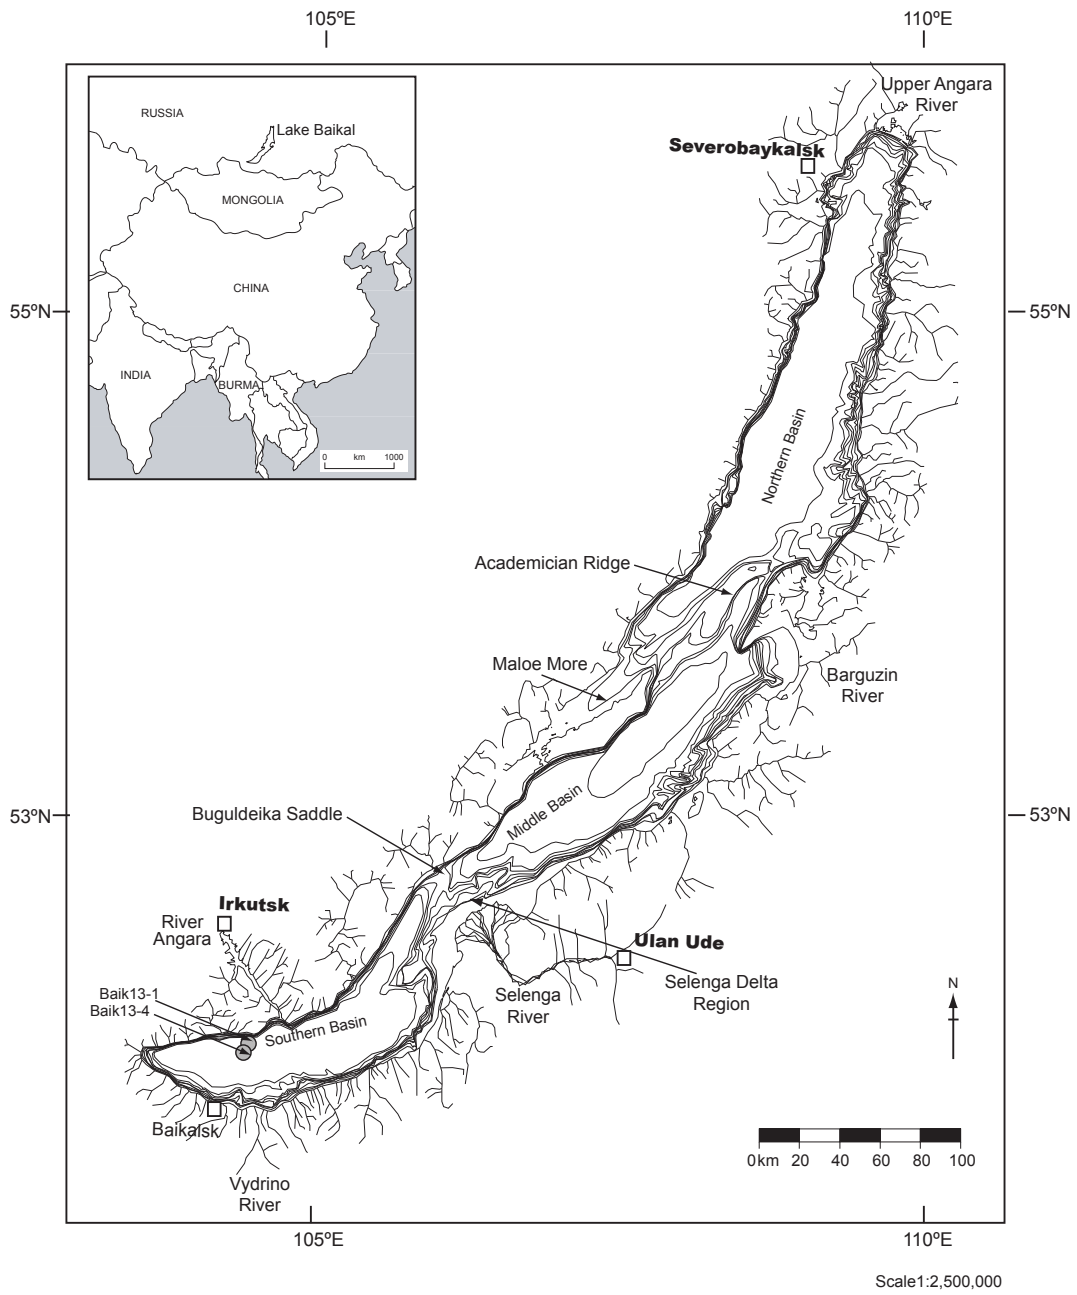 105ºE
110ºE
Upper Angara
River
RUSSIA
Lake Baikal
Severobaykalsk
MONGOLIA
CHINA
55ºN
55ºN
INDIA
BURMA
0 km 1000
Northern Basin
Academician Ridge
Maloe More
Barguzin
River
Middle Basin
Buguldeika Saddle
53ºN
53ºN
Irkutsk
River
Angara
Ulan Ude
Selenga Delta
Region
Selenga
River
N
Baik13-1
Baik13-4
Southern Basin
Baikalsk
0km 20 40 60 80 100
Vydrino
River
105ºE
110ºE
Scale1:2,500,000